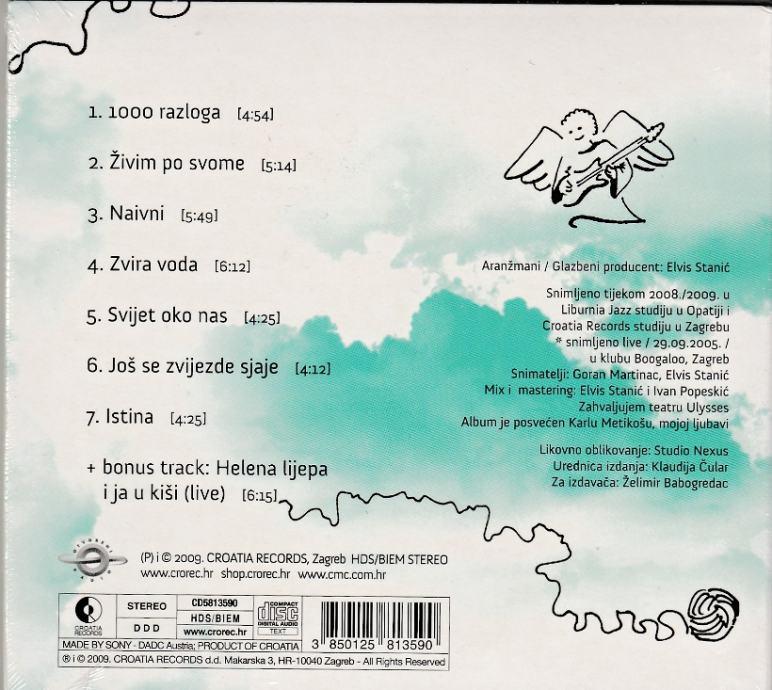 1. 1000 razloga [4:54]
2. Živim po svome [5:14]
3. Naivni [5:49]
4. Zvira voda [6:12]
5. Svijet oko nas [4:25]
6. Još se zvijezde sjaje [4:12]
7. Istina [4:25]
+ bonus track: Helena lijepa
i ja u kiši (live) [6:15]
Aranžmani / Glazbeni producent: Elvis Stanić
Snimljeno tijekom 2008./2009. u
Liburnia Jazz studiju u Opatiji i
Croatia Records studiju u Zagrebu
* snimljeno live / 29.09.2005. /
u klubu Boogaloo, Zagreb
Snimatelji: Goran Martinac, Elvis Stanić
Mix i mastering: Elvis Stanić i Ivan Popeskić
Zahvaljujem teatru Ulysses
Album je posvećen Karlu Metikošu, mojoj ljubavi
Likovno oblikovanje: Studio Nexus
Urednica izdanja: Klaudija Čular
Za izdavača: Želimir Babogredac
(P) i © 2009. CROATIA RECORDS, Zagreb HDS/BIEM STEREO
www.crorec.hr shop.crorec.hr www.cmc.com.hr
CROATIA
RECORDS
STEREO
DDD
CD5813590
HDS/BIEM
www.crorec.hr
COMPACT
disc
DIGITAL AUDIO
TEXT
3 850125 813590
MADE BY SONY - DADC Austria; PRODUCT OF CROATIA
℗ i © 2009. CROATIA RECORDS d.d. Makarska 3, HR-10040 Zagreb - All Rights Reserved